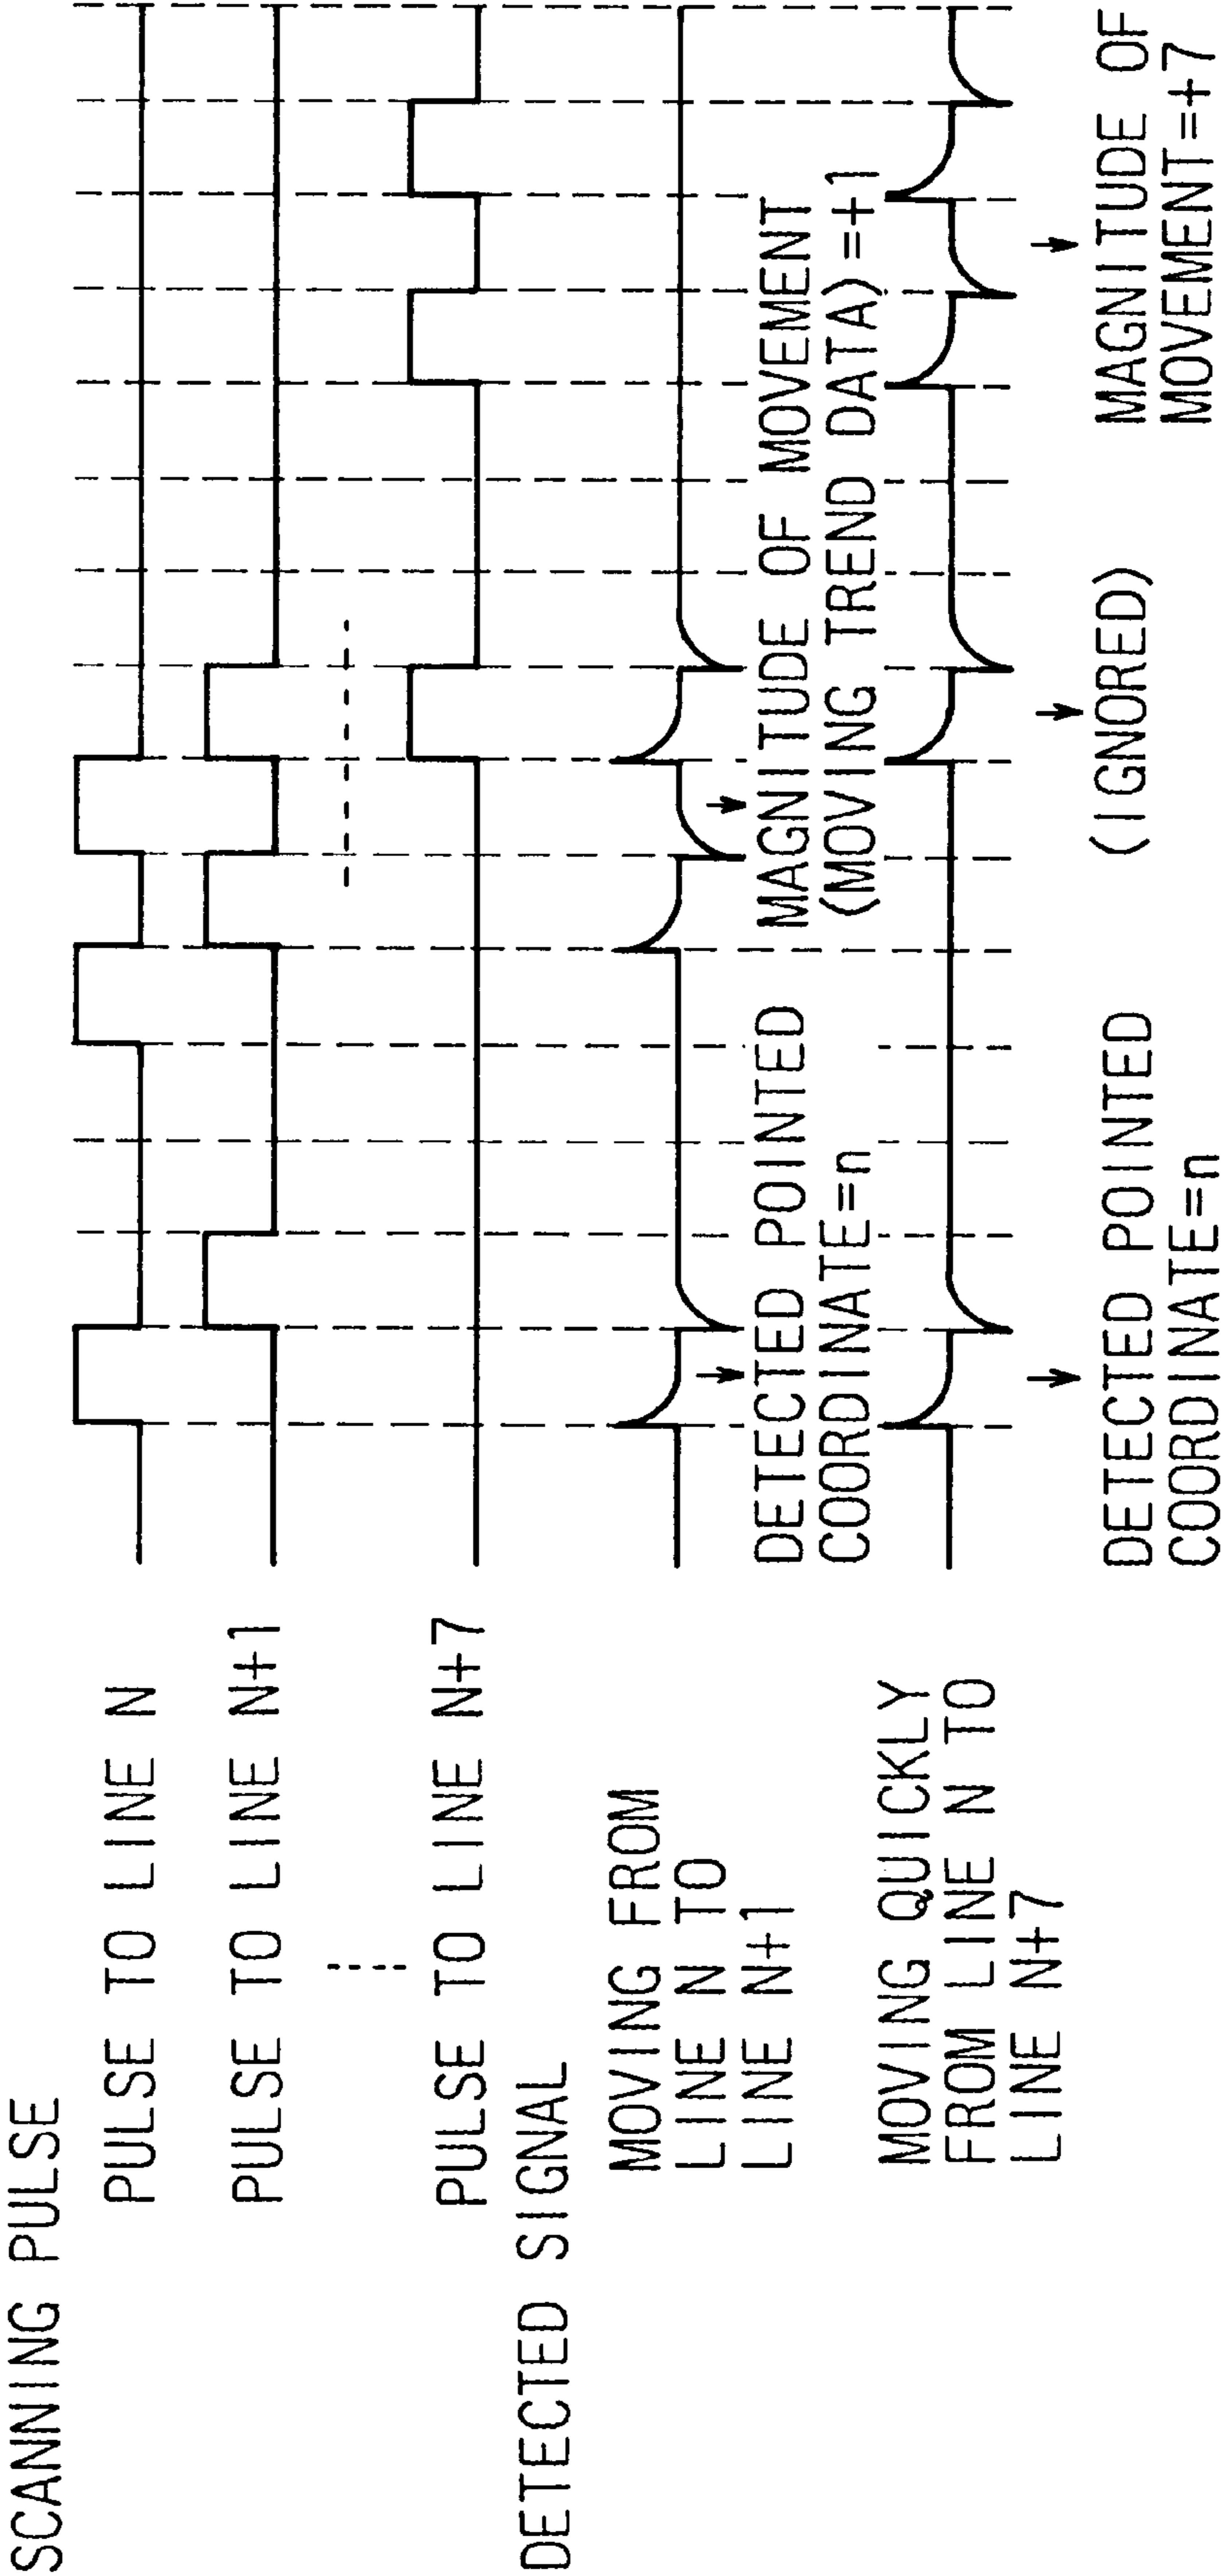 SCANNING PULSE
PULSE TO LINE N
PULSE TO LINE N+1
PULSE TO LINE N+7
DETECTED SIGNAL
MOVING FROM
LINE N TO
LINE N+1
DETECTED POINTED
COORDINATE=n
MAGNITUDE OF MOVEMENT
(MOVING TREND DATA)=+1
MOVING QUICKLY
FROM LINE N TO
LINE N+7
DETECTED POINTED
COORDINATE=n
(IGNORED)
MAGNITUDE OF
MOVEMENT=+7